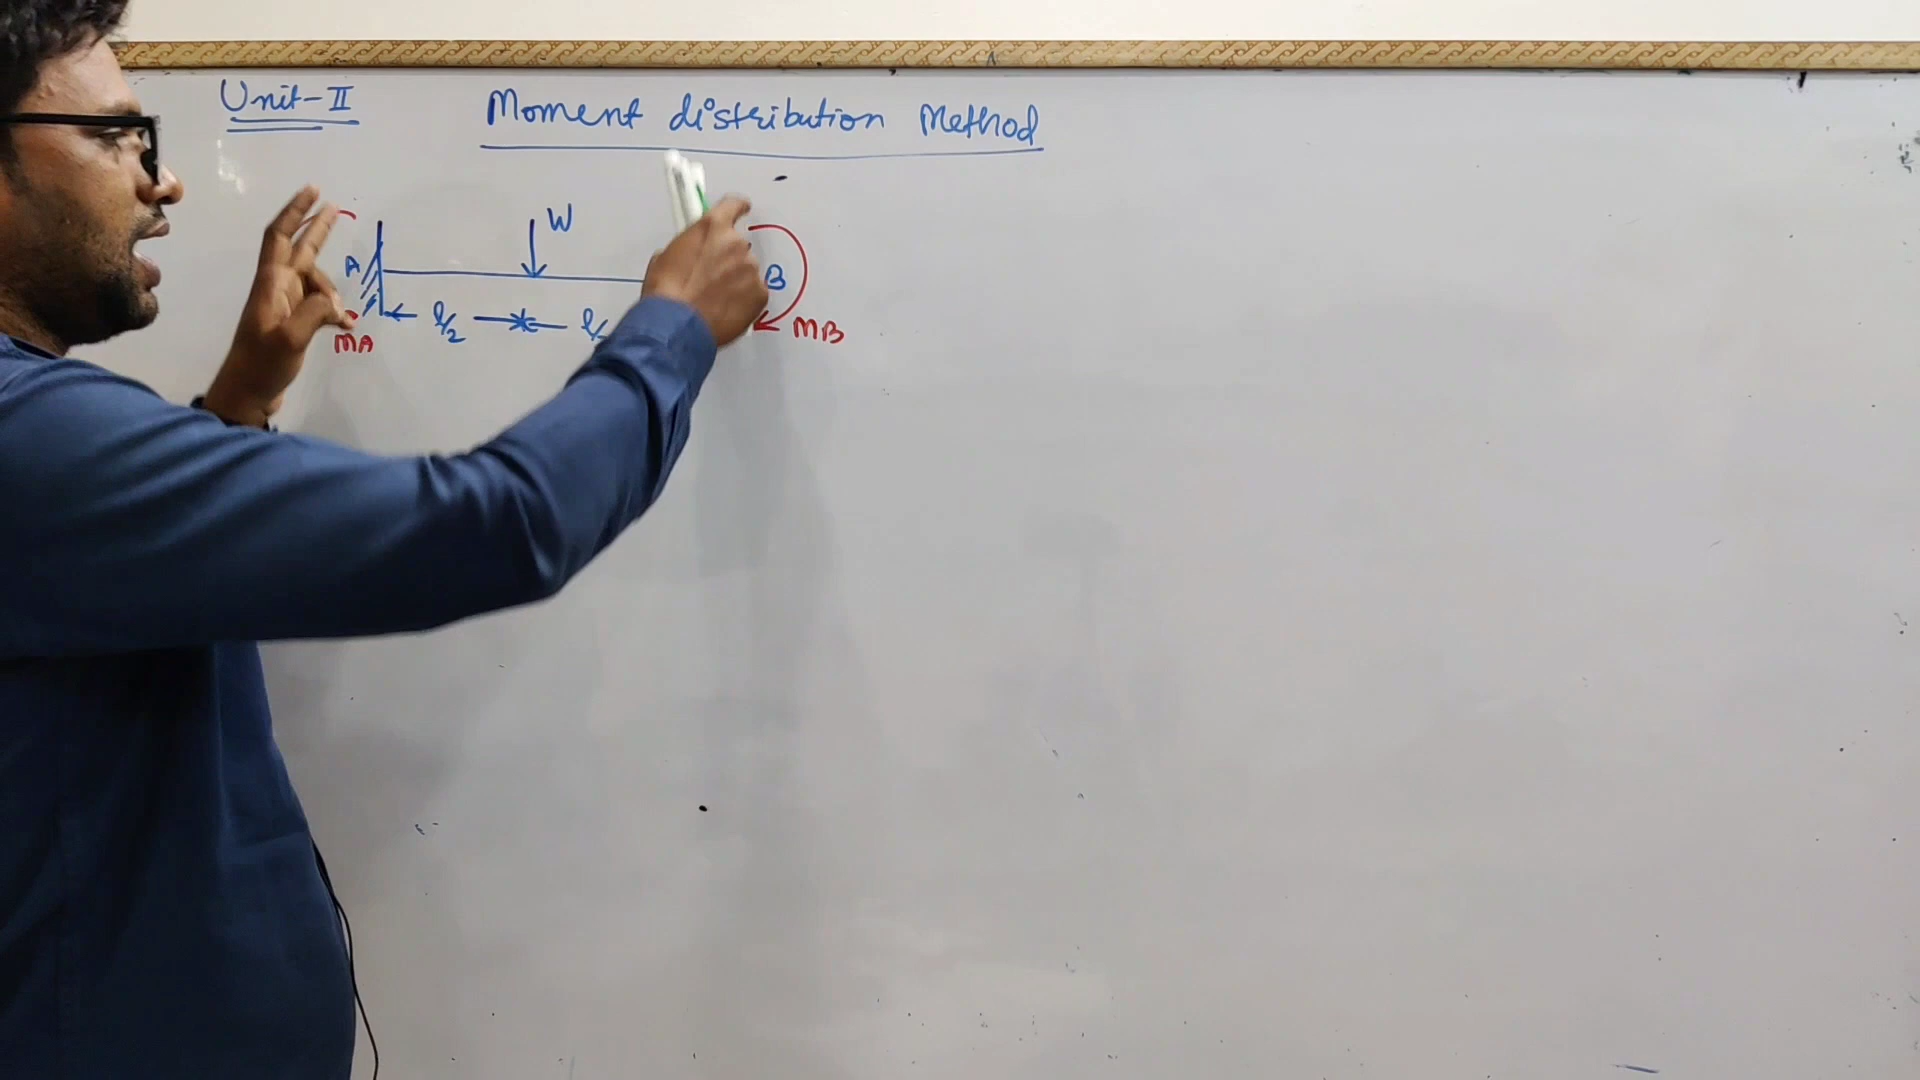 Unit-II
Moment distribution Method
W
A
B
l/2
l/
MA
MB